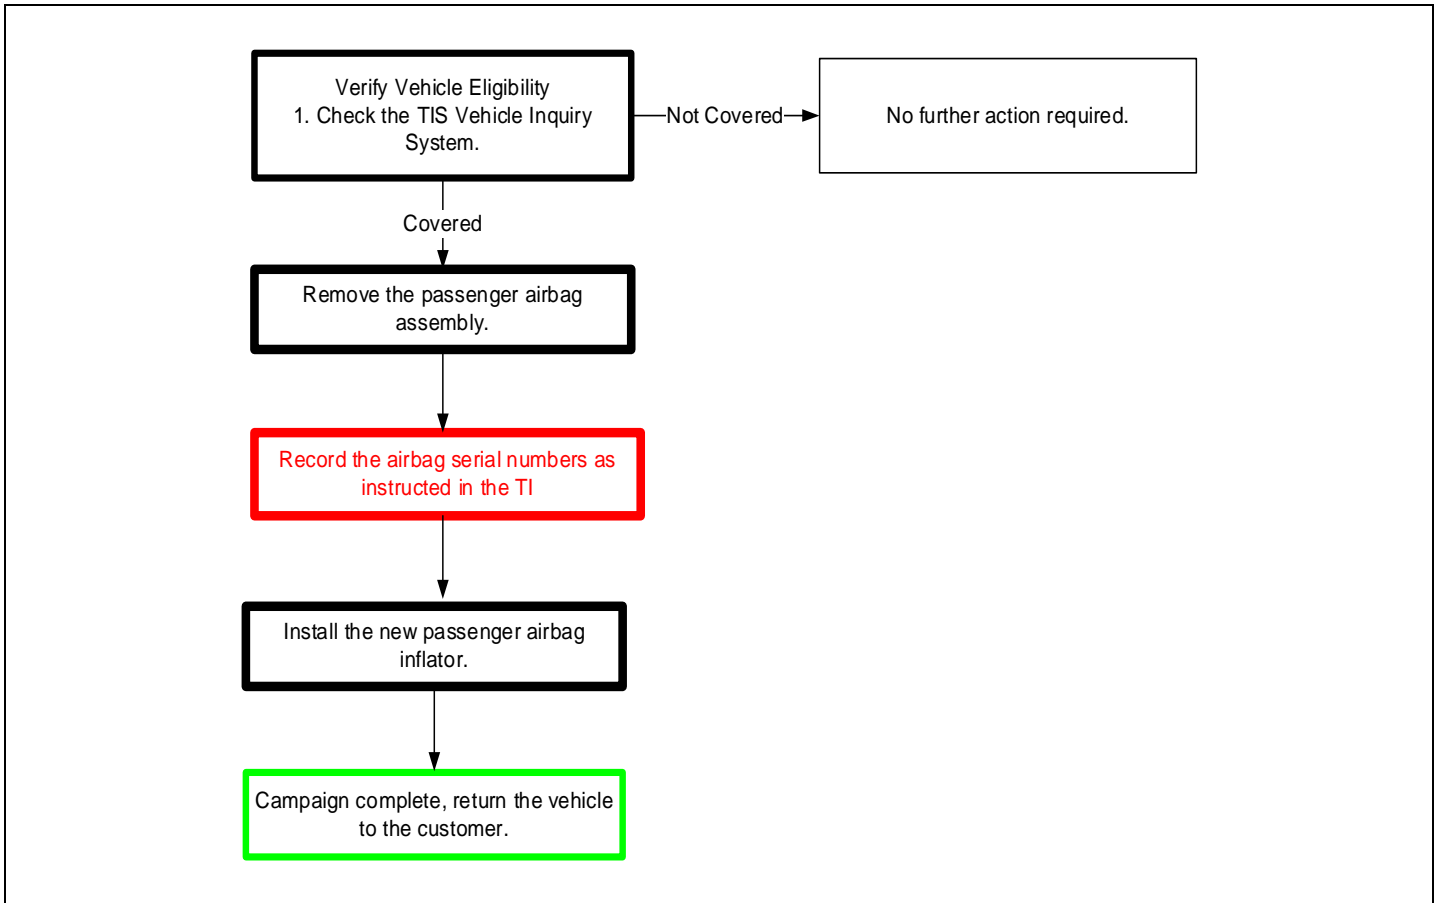 Verify Vehicle Eligibility
1. Check the TIS Vehicle Inquiry
System.
Not Covered
No further action required.
Covered
Remove the passenger airbag
assembly.
Record the airbag serial numbers as
instructed in the TI
Install the new passenger airbag
inflator.
Campaign complete, return the vehicle
to the customer.